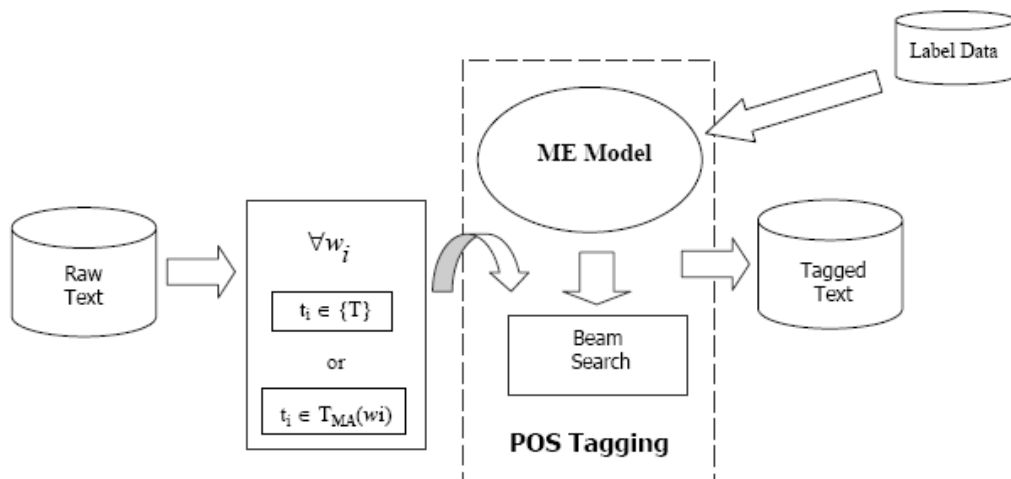 Label Data
ME Model
Raw
Text
∀w_i
t_i ∈ {T}
or
t_i ∈ T_MA(wi)
Beam
Search
POS Tagging
Tagged
Text